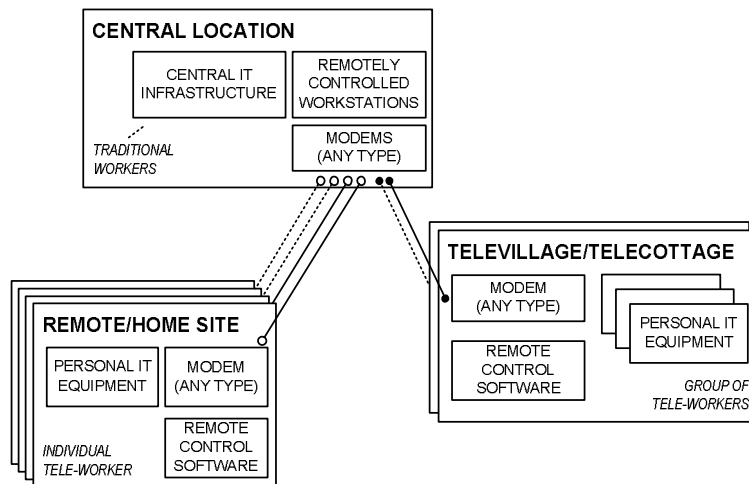 CENTRAL LOCATION
CENTRAL IT
INFRASTRUCTURE
REMOTELY
CONTROLLED
WORKSTATIONS
TRADITIONAL
WORKERS
MODEMS
(ANY TYPE)
TELEVILLAGE/TELECOTTAGE
MODEM
(ANY TYPE)
PERSONAL IT
EQUIPMENT
REMOTE
CONTROL
SOFTWARE
GROUP OF
TELE-WORKERS
REMOTE/HOME SITE
PERSONAL IT
EQUIPMENT
MODEM
(ANY TYPE)
REMOTE
CONTROL
SOFTWARE
INDIVIDUAL
TELE-WORKER